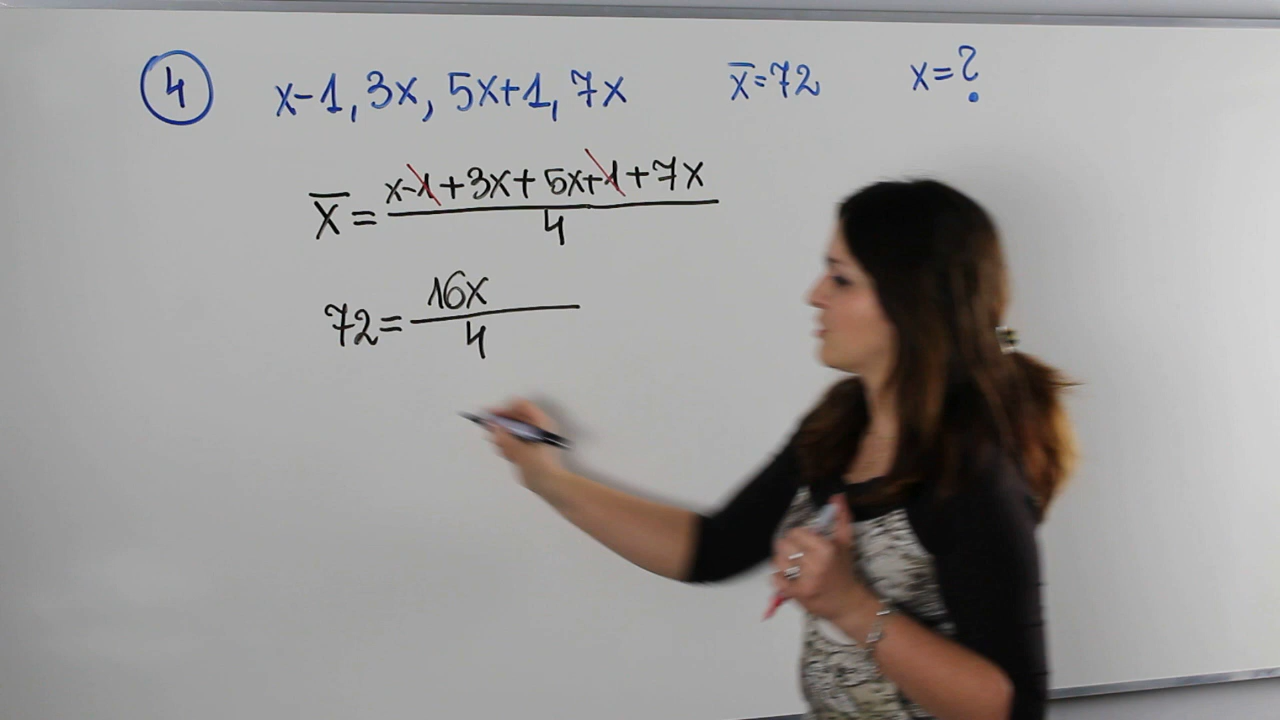 4 x-1, 3x, 5x+1, 7x x̄=72 x=?
x̄ = x-1+3x+5x+1+7x
4
72= 16x
4